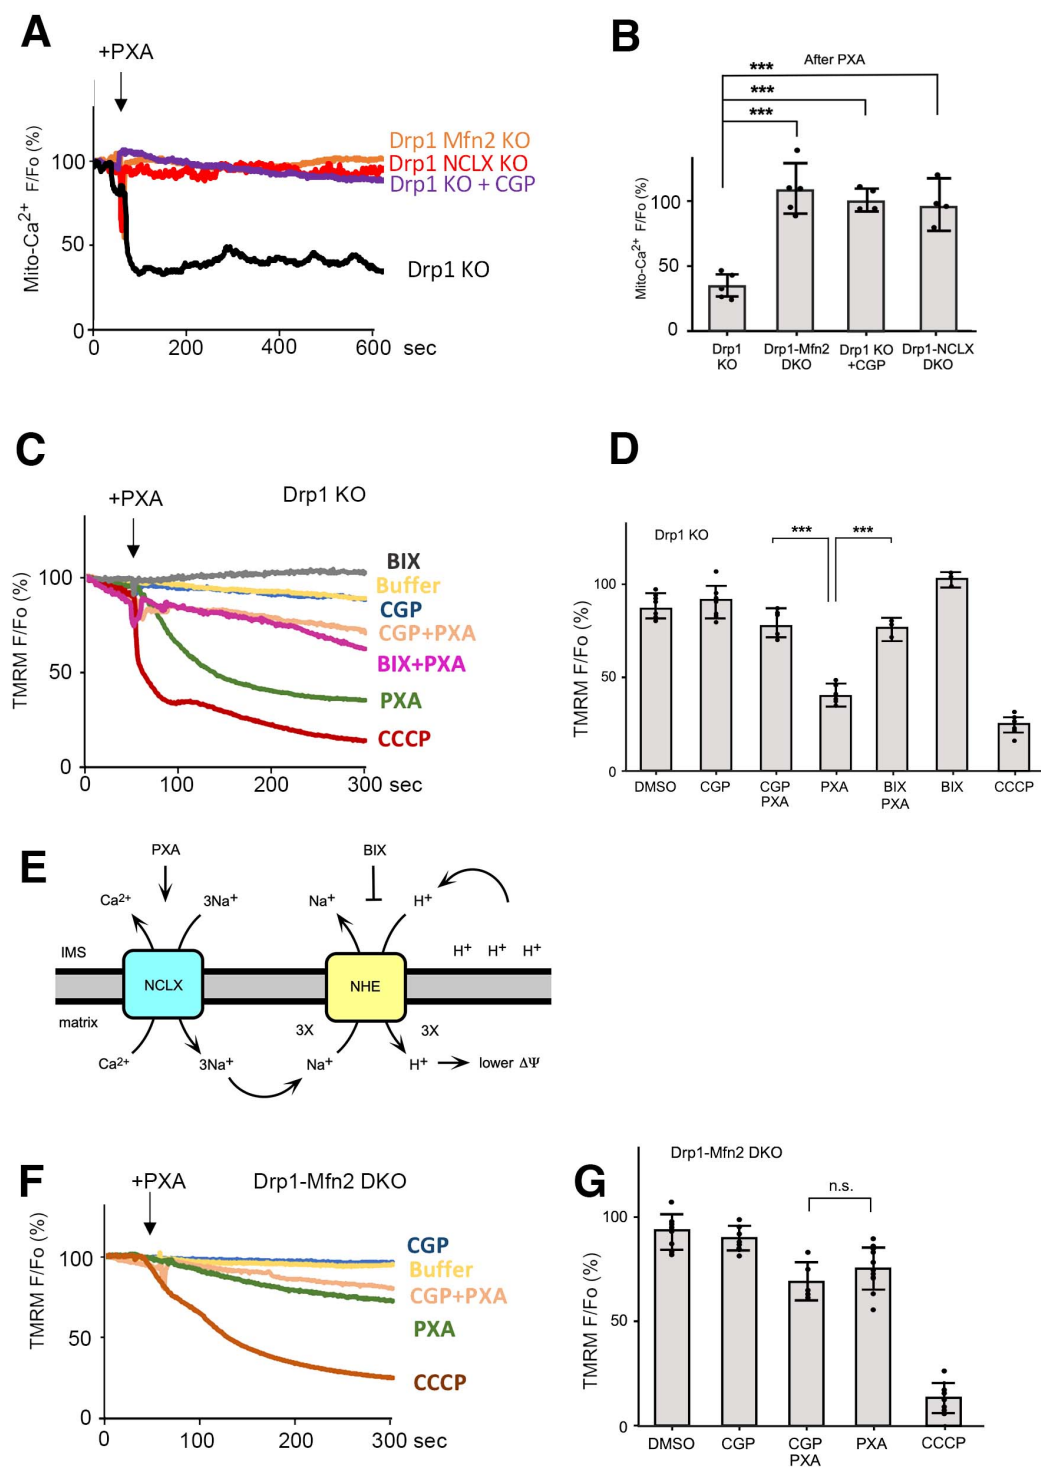 A
+PXA
Mito-Ca²⁺ F/Fo (%)
100
50
0
0 200 400 600 sec
Drp1 Mfn2 KO
Drp1 NCLX KO
Drp1 KO + CGP
Drp1 KO
B
After PXA
***
***
***
Mito-Ca²⁺ F/Fo (%)
100
50
0
Drp1 KO
Drp1-Mfn2 DKO
Drp1 KO +CGP
Drp1-NCLX DKO
C
+PXA
Drp1 KO
TMRM F/Fo (%)
100
50
0
0 100 200 300 sec
BIX
Buffer
CGP
CGP+PXA
BIX+PXA
PXA
CCCP
D
Drp1 KO
*** ***
TMRM F/Fo (%)
100
50
0
DMSO
CGP
CGP PXA
PXA
BIX PXA
BIX
CCCP
E
PXA
BIX
Ca²⁺
3Na⁺
Na⁺
H⁺
IMS
H⁺ H⁺ H⁺
NCLX
NHE
matrix
3X
3X
Ca²⁺
3Na⁺
Na⁺
H⁺
lower ΔΨ
F
+PXA
Drp1-Mfn2 DKO
TMRM F/Fo (%)
100
50
0
0 100 200 300 sec
CGP
Buffer
CGP+PXA
PXA
CCCP
G
Drp1-Mfn2 DKO
n.s.
TMRM F/Fo (%)
100
50
0
DMSO
CGP
CGP PXA
PXA
CCCP